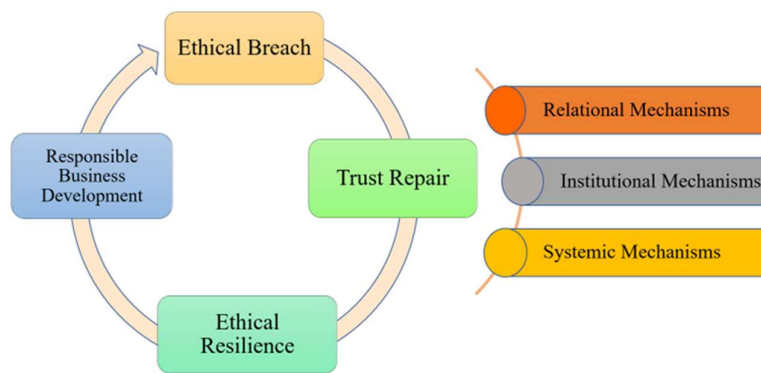 Ethical Breach
Trust Repair
Ethical
Resilience
Responsible
Business
Development
Relational Mechanisms
Institutional Mechanisms
Systemic Mechanisms